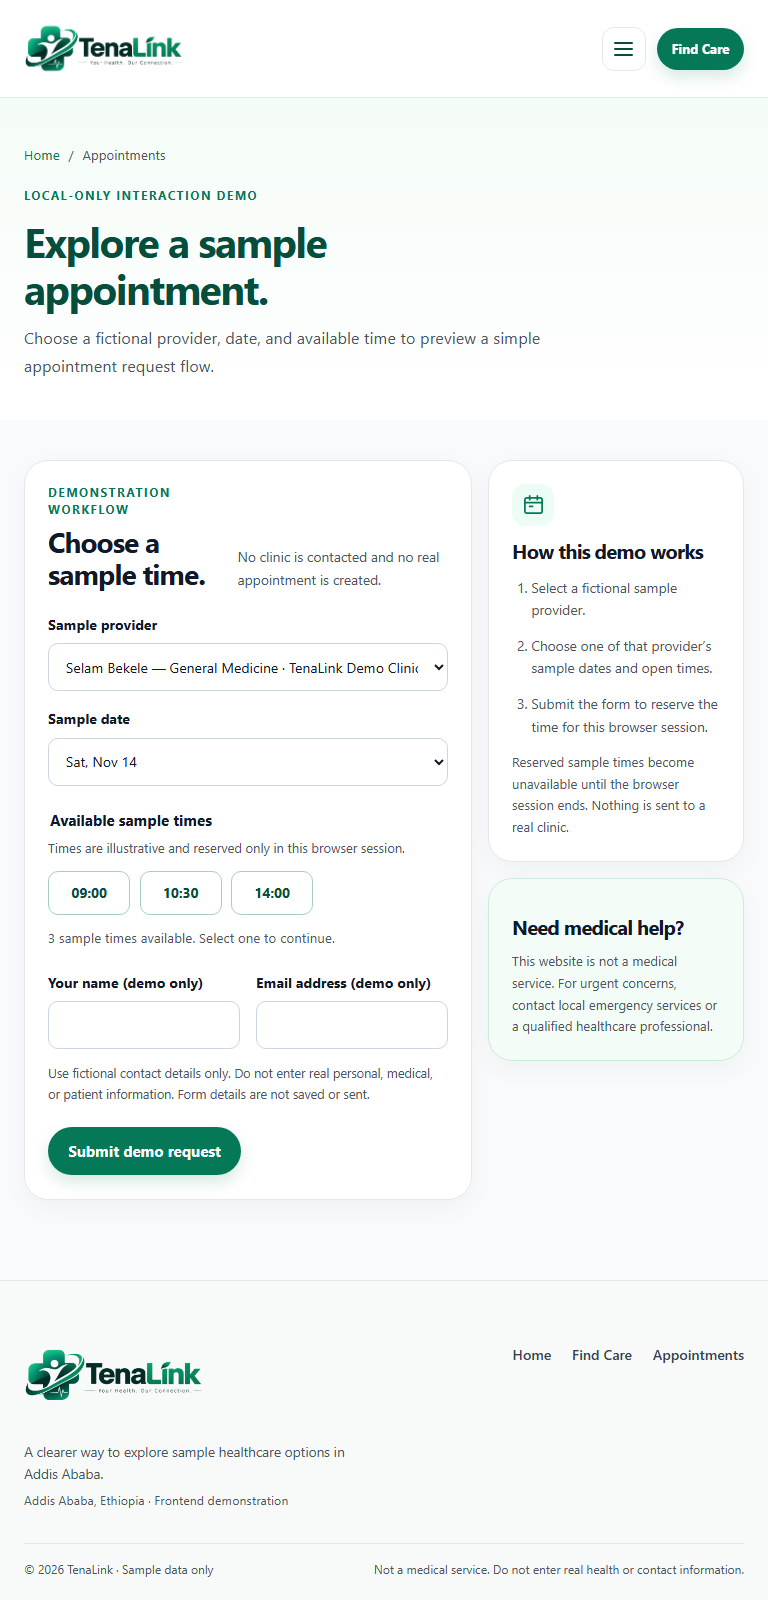 TenaLink
Your Health. Our Connection.
Find Care
Home / Appointments
LOCAL-ONLY INTERACTION DEMO
Explore a sample
appointment.
Choose a fictional provider, date, and available time to preview a simple
appointment request flow.
DEMONSTRATION
WORKFLOW
Choose a
sample time.
No clinic is contacted and no real
appointment is created.
Sample provider
Selam Bekele — General Medicine · TenaLink Demo Clinic
Sample date
Sat, Nov 14
Available sample times
Times are illustrative and reserved only in this browser session.
09:00 10:30 14:00
3 sample times available. Select one to continue.
Your name (demo only) Email address (demo only)
Use fictional contact details only. Do not enter real personal, medical,
or patient information. Form details are not saved or sent.
Submit demo request
How this demo works
1. Select a fictional sample
provider.
2. Choose one of that provider’s
sample dates and open times.
3. Submit the form to reserve the
time for this browser session.
Reserved sample times become
unavailable until the browser
session ends. Nothing is sent to a
real clinic.
Need medical help?
This website is not a medical
service. For urgent concerns,
contact local emergency services or
a qualified healthcare professional.
TenaLínk
Your Health. Our Connection.
Home Find Care Appointments
A clearer way to explore sample healthcare options in
Addis Ababa.
Addis Ababa, Ethiopia · Frontend demonstration
© 2026 TenaLink · Sample data only
Not a medical service. Do not enter real health or contact information.